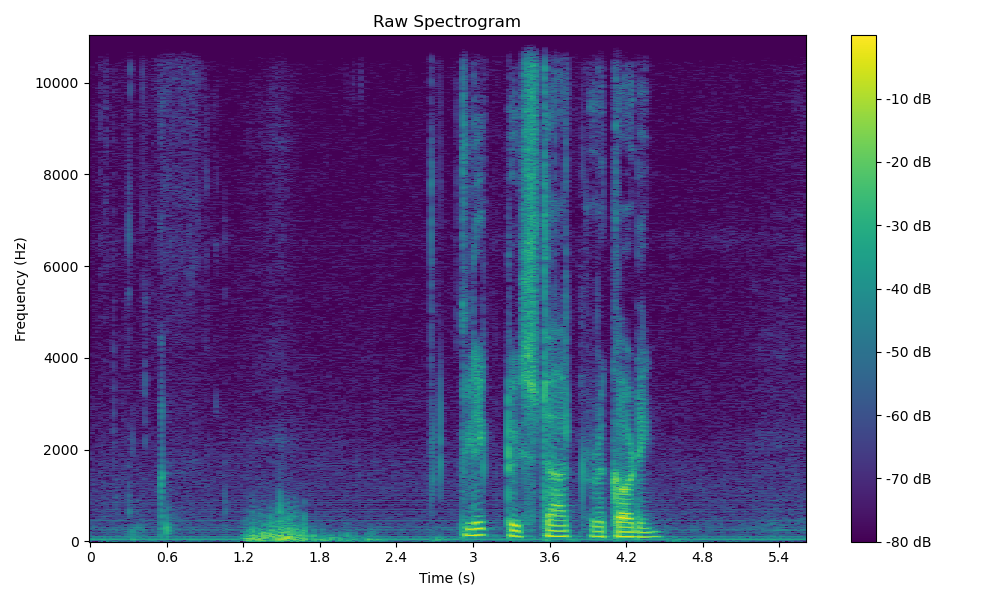 Raw Spectrogram
Frequency (Hz)
10000
8000
6000
4000
2000
0
0 0.6 1.2 1.8 2.4 3 3.6 4.2 4.8 5.4
Time (s)
-10 dB
-20 dB
-30 dB
-40 dB
-50 dB
-60 dB
-70 dB
-80 dB